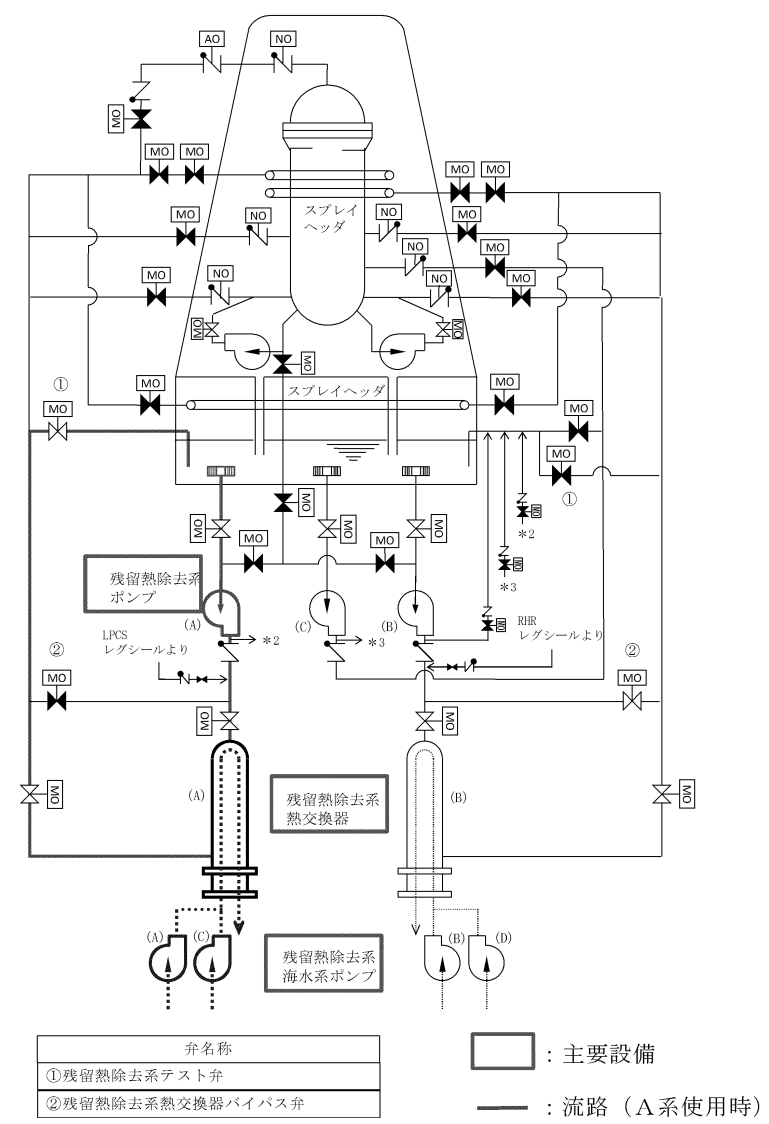 AO NO
MO
MO MO
MO MO
スプレイ
ヘッダ
MO NO NO MO
NO MO
MO NO NO MO
MO MO
MO
スプレイヘッダ
MO MO
①
MO MO
MO
①
MO
MO MO MO
MO
*2
MO MO
MO
*3
残留熱除去系
ポンプ
(A) (C) (B)
MO
*2 *3
LPCS
レグシールより
RHR
レグシールより
②
MO
②
MO
MO MO
MO MO
(A) (B)
残留熱除去系
熱交換器
(A) (C) (B) (D)
残留熱除去系
海水系ポンプ
弁名称
①残留熱除去系テスト弁
②残留熱除去系熱交換器バイパス弁
：主要設備
：流路（A系使用時）